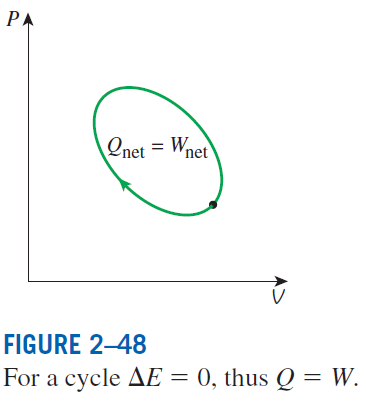 P
Qnet = Wnet
V
FIGURE 2–48
For a cycle ΔE = 0, thus Q = W.